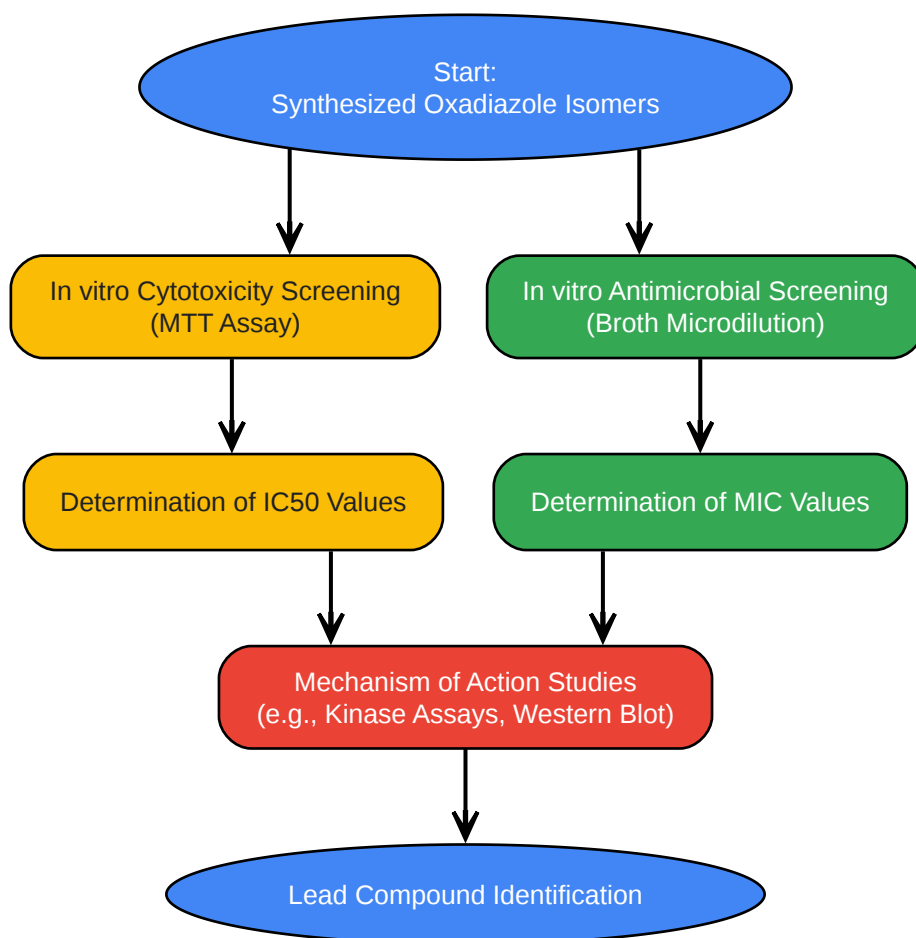 Start:
Synthesized Oxadiazole Isomers
In vitro Cytotoxicity Screening
(MTT Assay)
In vitro Antimicrobial Screening
(Broth Microdilution)
Determination of IC50 Values
Determination of MIC Values
Mechanism of Action Studies
(e.g., Kinase Assays, Western Blot)
Lead Compound Identification